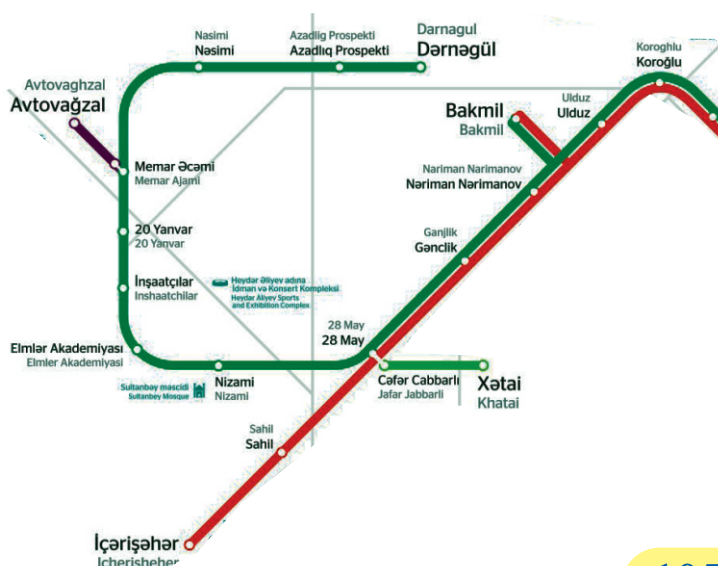 Nasimi
Nəsimi
Azadlig Prospekti
Azadlıq Prospekti
Darnagul
Dərnəgül
Koroghlu
Koroğlu
Avtovaghzal
Avtovağzal
Bakmil
Bakmil
Ulduz
Ulduz
Memar Əcəmi
Memar Ajami
Nariman Narimanov
Nəriman Nərimanov
20 Yanvar
20 Yanvar
Ganjlik
Gənclik
İnşaatçılar
Inshaatchilar
Heydər Əliyev adına
İdman və Konsert Kompleksi
Heydar Aliyev Sports
and Exhibition Complex
28 May
28 May
Elmlər Akademiyası
Elmler Akademiyasi
Nizami
Nizami
Sultanbəy məscidi
Sultanbey Mosque
Cəfər Cabbarlı
Jafar Jabbarli
Xətai
Khatai
Sahil
Sahil
İçərişəhər
Icherisheher